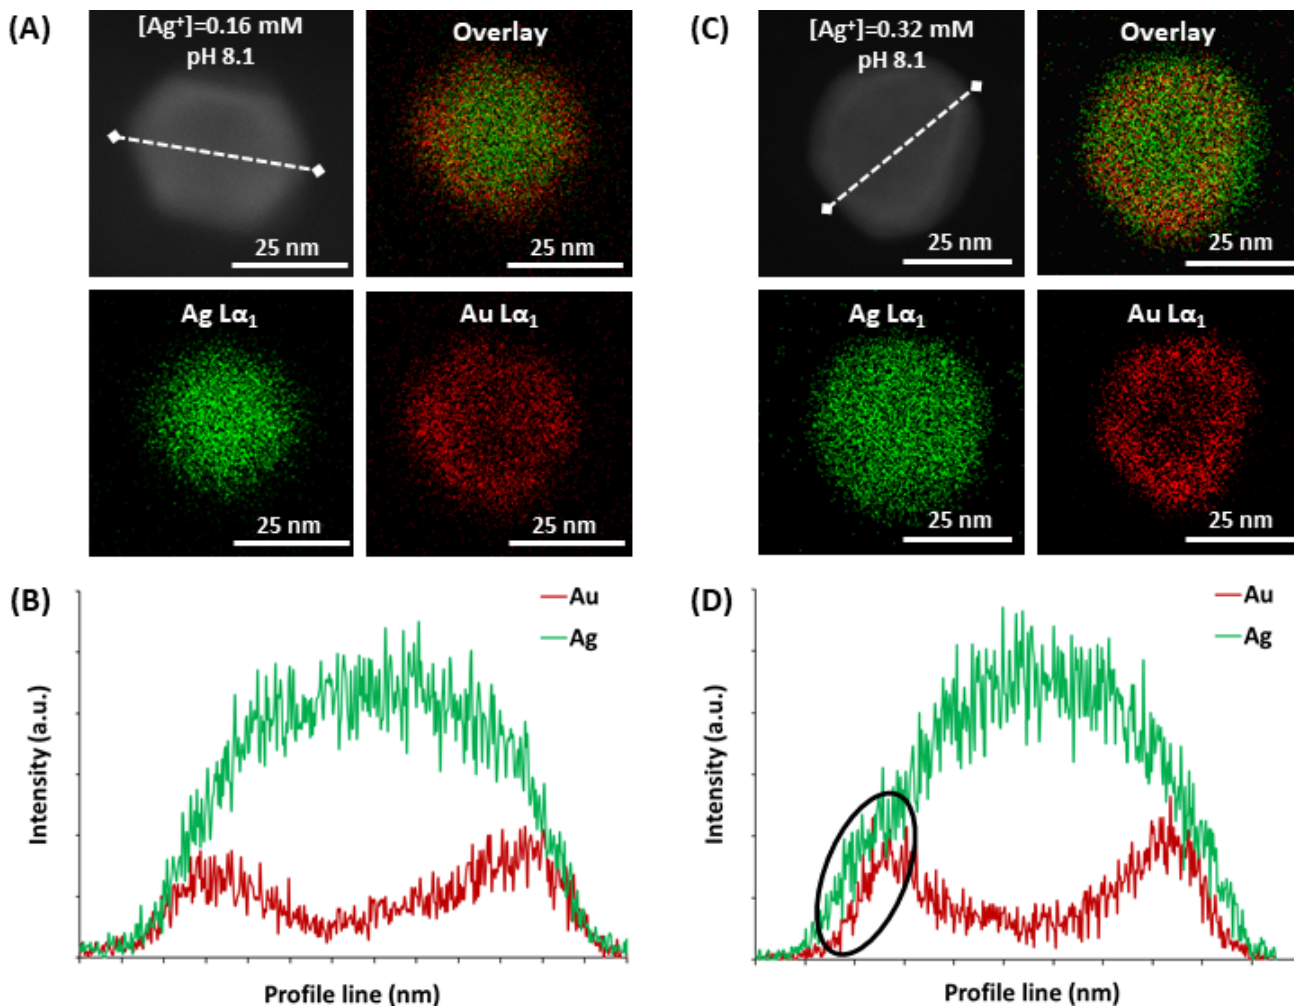 (A)
[Ag⁺]=0.16 mM
pH 8.1
25 nm
Overlay
25 nm
Ag Lα₁
25 nm
Au Lα₁
25 nm
(B)
Au
Ag
Intensity (a.u.)
Profile line (nm)
(C)
[Ag⁺]=0.32 mM
pH 8.1
25 nm
Overlay
25 nm
Ag Lα₁
25 nm
Au Lα₁
25 nm
(D)
Au
Ag
Intensity (a.u.)
Profile line (nm)